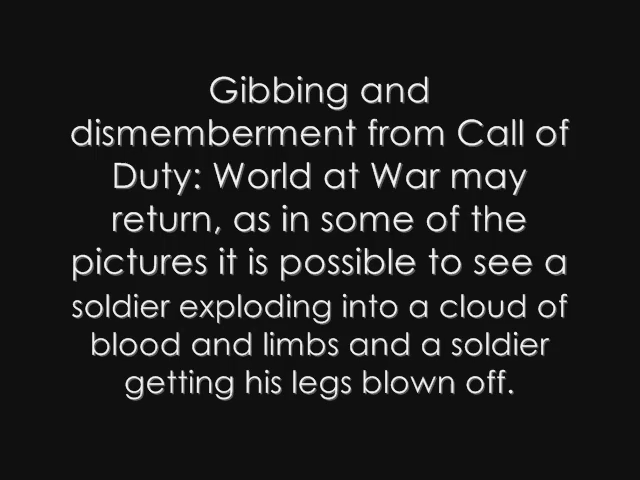 Gibbing and
dismemberment from Call of
Duty: World at War may
return, as in some of the
pictures it is possible to see a
soldier exploding into a cloud of
blood and limbs and a soldier
getting his legs blown off.